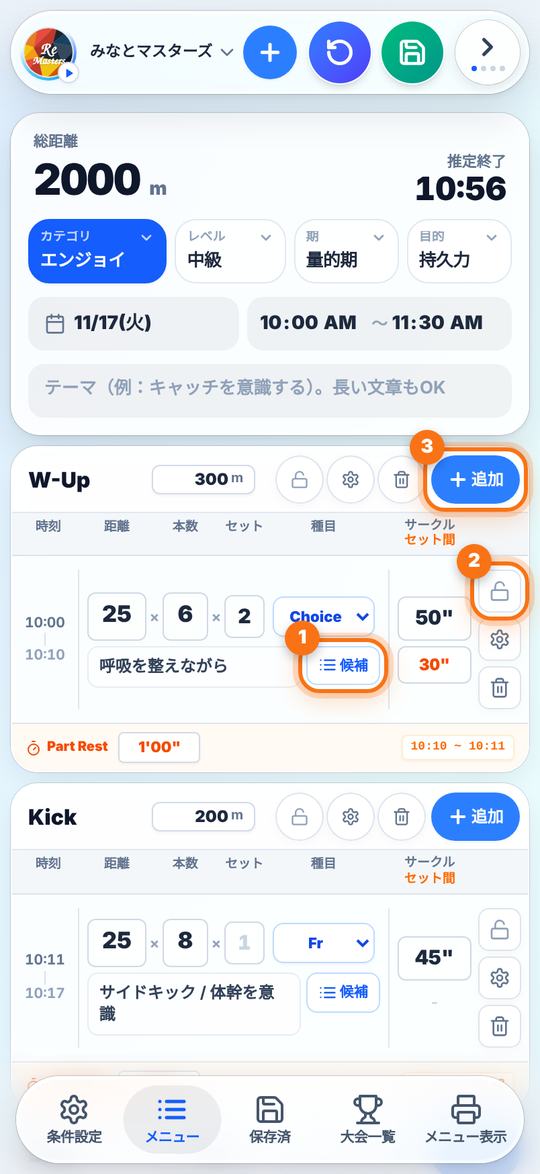 Re
Masters
みなとマスターズ
総距離
2000 m
推定終了
10:56
カテゴリ
エンジョイ
レベル
中級
期
量的期
目的
持久力
11/17(火)
10:00 AM ～ 11:30 AM
テーマ（例：キャッチを意識する）。長い文章もOK
3
W-Up 300 m + 追加
時刻 距離 本数 セット 種目 サークル
セット間
2
10:00
10:10
25 × 6 × 2 Choice 50"
1
呼吸を整えながら 候補 30"
Part Rest 1'00" 10:10 ~ 10:11
Kick 200 m + 追加
時刻 距離 本数 セット 種目 サークル
セット間
10:11
10:17
25 × 8 × 1 Fr 45"
サイドキック / 体幹を意
識
候補
-
条件設定 メニュー 保存済 大会一覧 メニュー表示